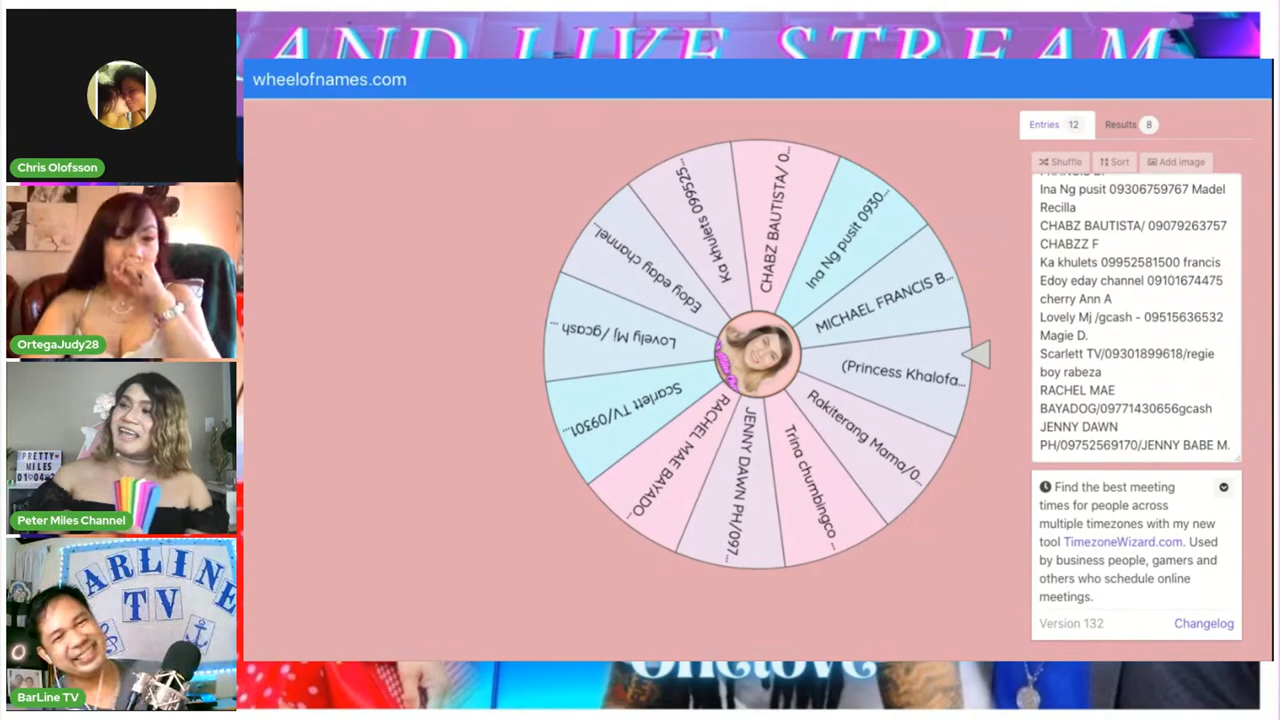 AND LIVE STREAM
wheelofnames.com
Chris Olofsson
OrtegaJudy28
PRETTY
MILES
Peter Miles Channel
BARLINE
TV
BarLine TV
CHABZ BAUTISTA/ 0...
Ina Ng pusit 0930...
MICHAEL FRANCIS B...
(Princess Khalofa...
Rakiterang Mama/0...
Trina chumbingco ...
JENNY DAWN PH/097...
RACHEL MAE BAYADO...
Scarlett TV/09301...
Lovely Mj /gcash ...
Edoy eday channel...
Ka khulets 099525...
Entries 12
Results 8
Shuffle
Sort
Add image
Ina Ng pusit 09306759767 Madel
Recilla
CHABZ BAUTISTA/ 09079263757
CHABZZ F
Ka khulets 09952581500 francis
Edoy eday channel 09101674475
cherry Ann A
Lovely Mj /gcash - 09515636532
Magie D.
Scarlett TV/09301899618/regie
boy rabeza
RACHEL MAE
BAYADOG/09771430656gcash
JENNY DAWN
PH/09752569170/JENNY BABE M.
Find the best meeting
times for people across
multiple timezones with my new
tool TimezoneWizard.com. Used
by business people, gamers and
others who schedule online
meetings.
Version 132
Changelog
Onelove